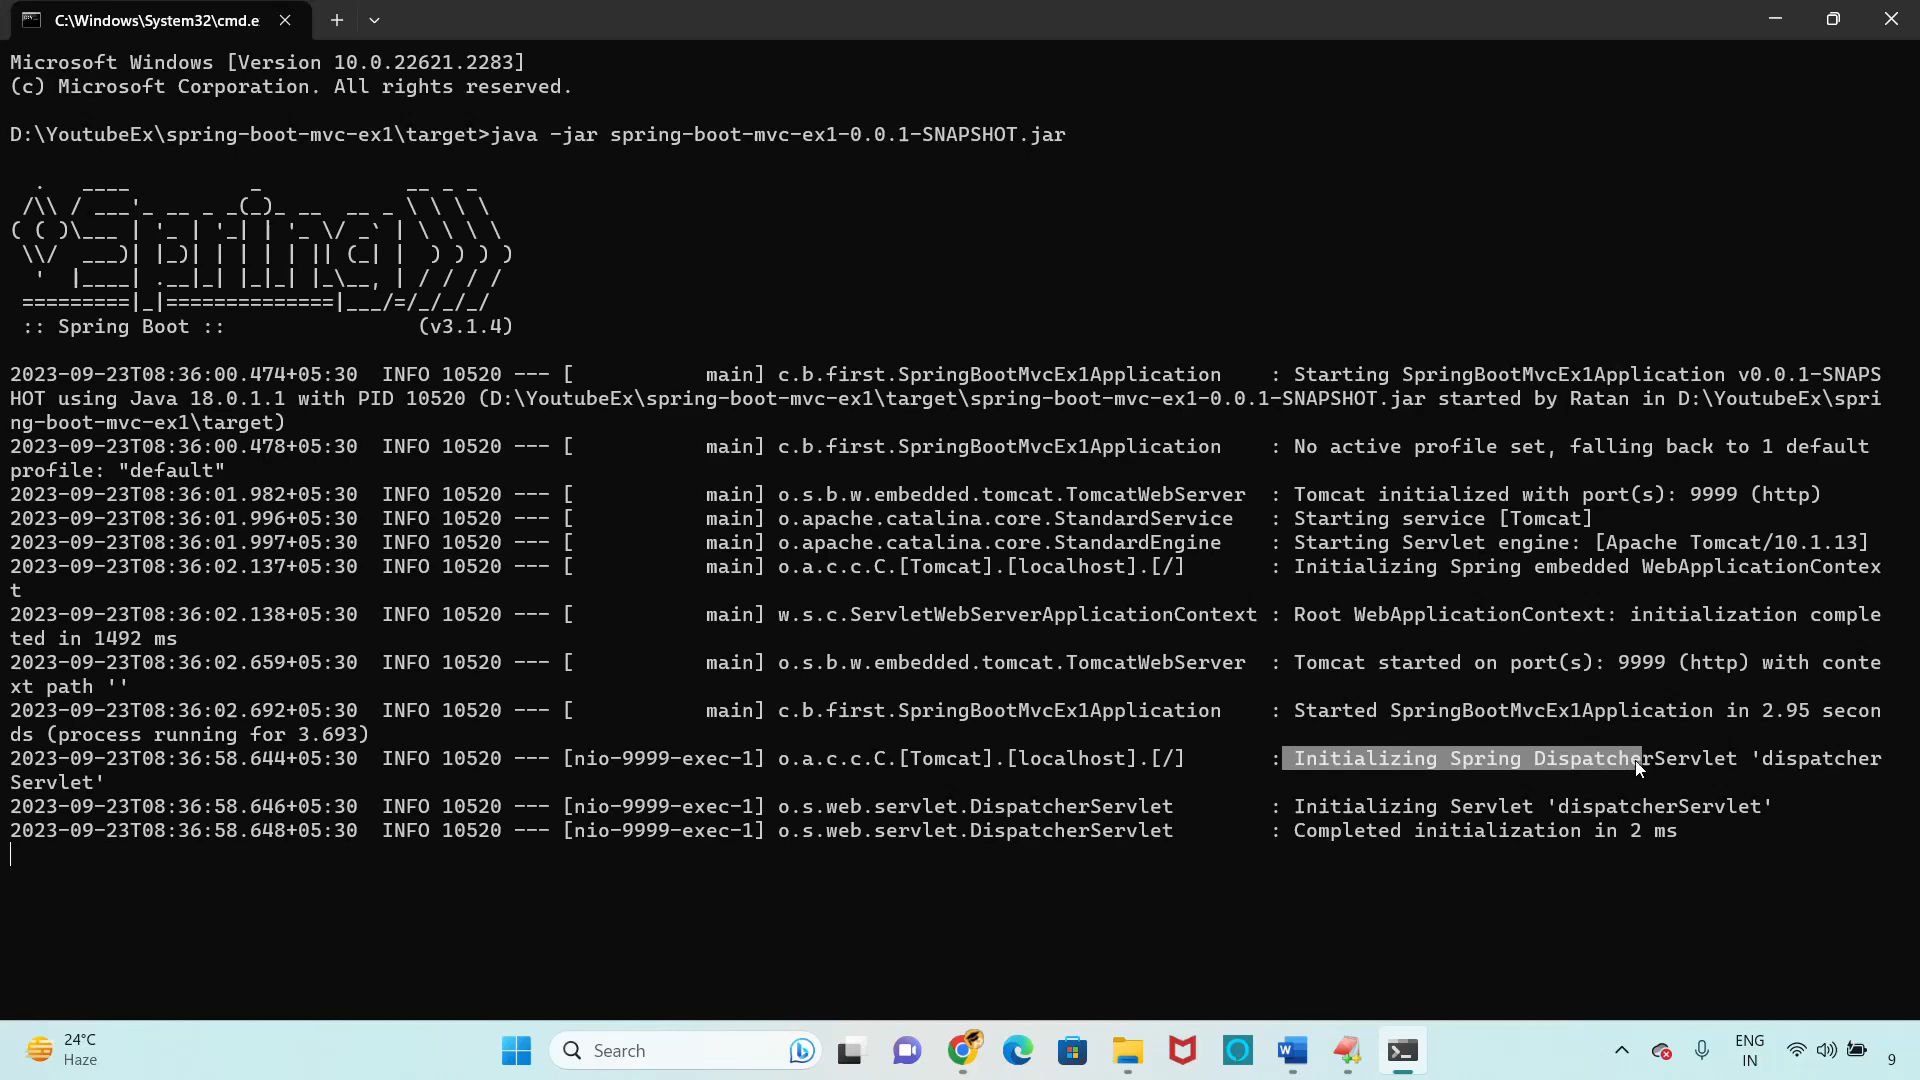 C:\Windows\System32\cmd.e
Microsoft Windows [Version 10.0.22621.2283]
(c) Microsoft Corporation. All rights reserved.
D:\YoutubeEx\spring-boot-mvc-ex1\target>java -jar spring-boot-mvc-ex1-0.0.1-SNAPSHOT.jar
:: Spring Boot ::                (v3.1.4)
2023-09-23T08:36:00.474+05:30  INFO 10520 --- [           main] c.b.first.SpringBootMvcEx1Application    : Starting SpringBootMvcEx1Application v0.0.1-SNAPS
HOT using Java 18.0.1.1 with PID 10520 (D:\YoutubeEx\spring-boot-mvc-ex1\target\spring-boot-mvc-ex1-0.0.1-SNAPSHOT.jar started by Ratan in D:\YoutubeEx\spri
ng-boot-mvc-ex1\target)
2023-09-23T08:36:00.478+05:30  INFO 10520 --- [           main] c.b.first.SpringBootMvcEx1Application    : No active profile set, falling back to 1 default
profile: "default"
2023-09-23T08:36:01.982+05:30  INFO 10520 --- [           main] o.s.b.w.embedded.tomcat.TomcatWebServer  : Tomcat initialized with port(s): 9999 (http)
2023-09-23T08:36:01.996+05:30  INFO 10520 --- [           main] o.apache.catalina.core.StandardService   : Starting service [Tomcat]
2023-09-23T08:36:01.997+05:30  INFO 10520 --- [           main] o.apache.catalina.core.StandardEngine    : Starting Servlet engine: [Apache Tomcat/10.1.13]
2023-09-23T08:36:02.137+05:30  INFO 10520 --- [           main] o.a.c.c.C.[Tomcat].[localhost].[/]       : Initializing Spring embedded WebApplicationContex
t
2023-09-23T08:36:02.138+05:30  INFO 10520 --- [           main] w.s.c.ServletWebServerApplicationContext : Root WebApplicationContext: initialization comple
ted in 1492 ms
2023-09-23T08:36:02.659+05:30  INFO 10520 --- [           main] o.s.b.w.embedded.tomcat.TomcatWebServer  : Tomcat started on port(s): 9999 (http) with conte
xt path ''
2023-09-23T08:36:02.692+05:30  INFO 10520 --- [           main] c.b.first.SpringBootMvcEx1Application    : Started SpringBootMvcEx1Application in 2.95 secon
ds (process running for 3.693)
2023-09-23T08:36:58.644+05:30  INFO 10520 --- [nio-9999-exec-1] o.a.c.c.C.[Tomcat].[localhost].[/]       : Initializing Spring DispatcherServlet 'dispatcher
Servlet'
2023-09-23T08:36:58.646+05:30  INFO 10520 --- [nio-9999-exec-1] o.s.web.servlet.DispatcherServlet        : Initializing Servlet 'dispatcherServlet'
2023-09-23T08:36:58.648+05:30  INFO 10520 --- [nio-9999-exec-1] o.s.web.servlet.DispatcherServlet        : Completed initialization in 2 ms
24°C
Haze
Search
ENG
IN
9